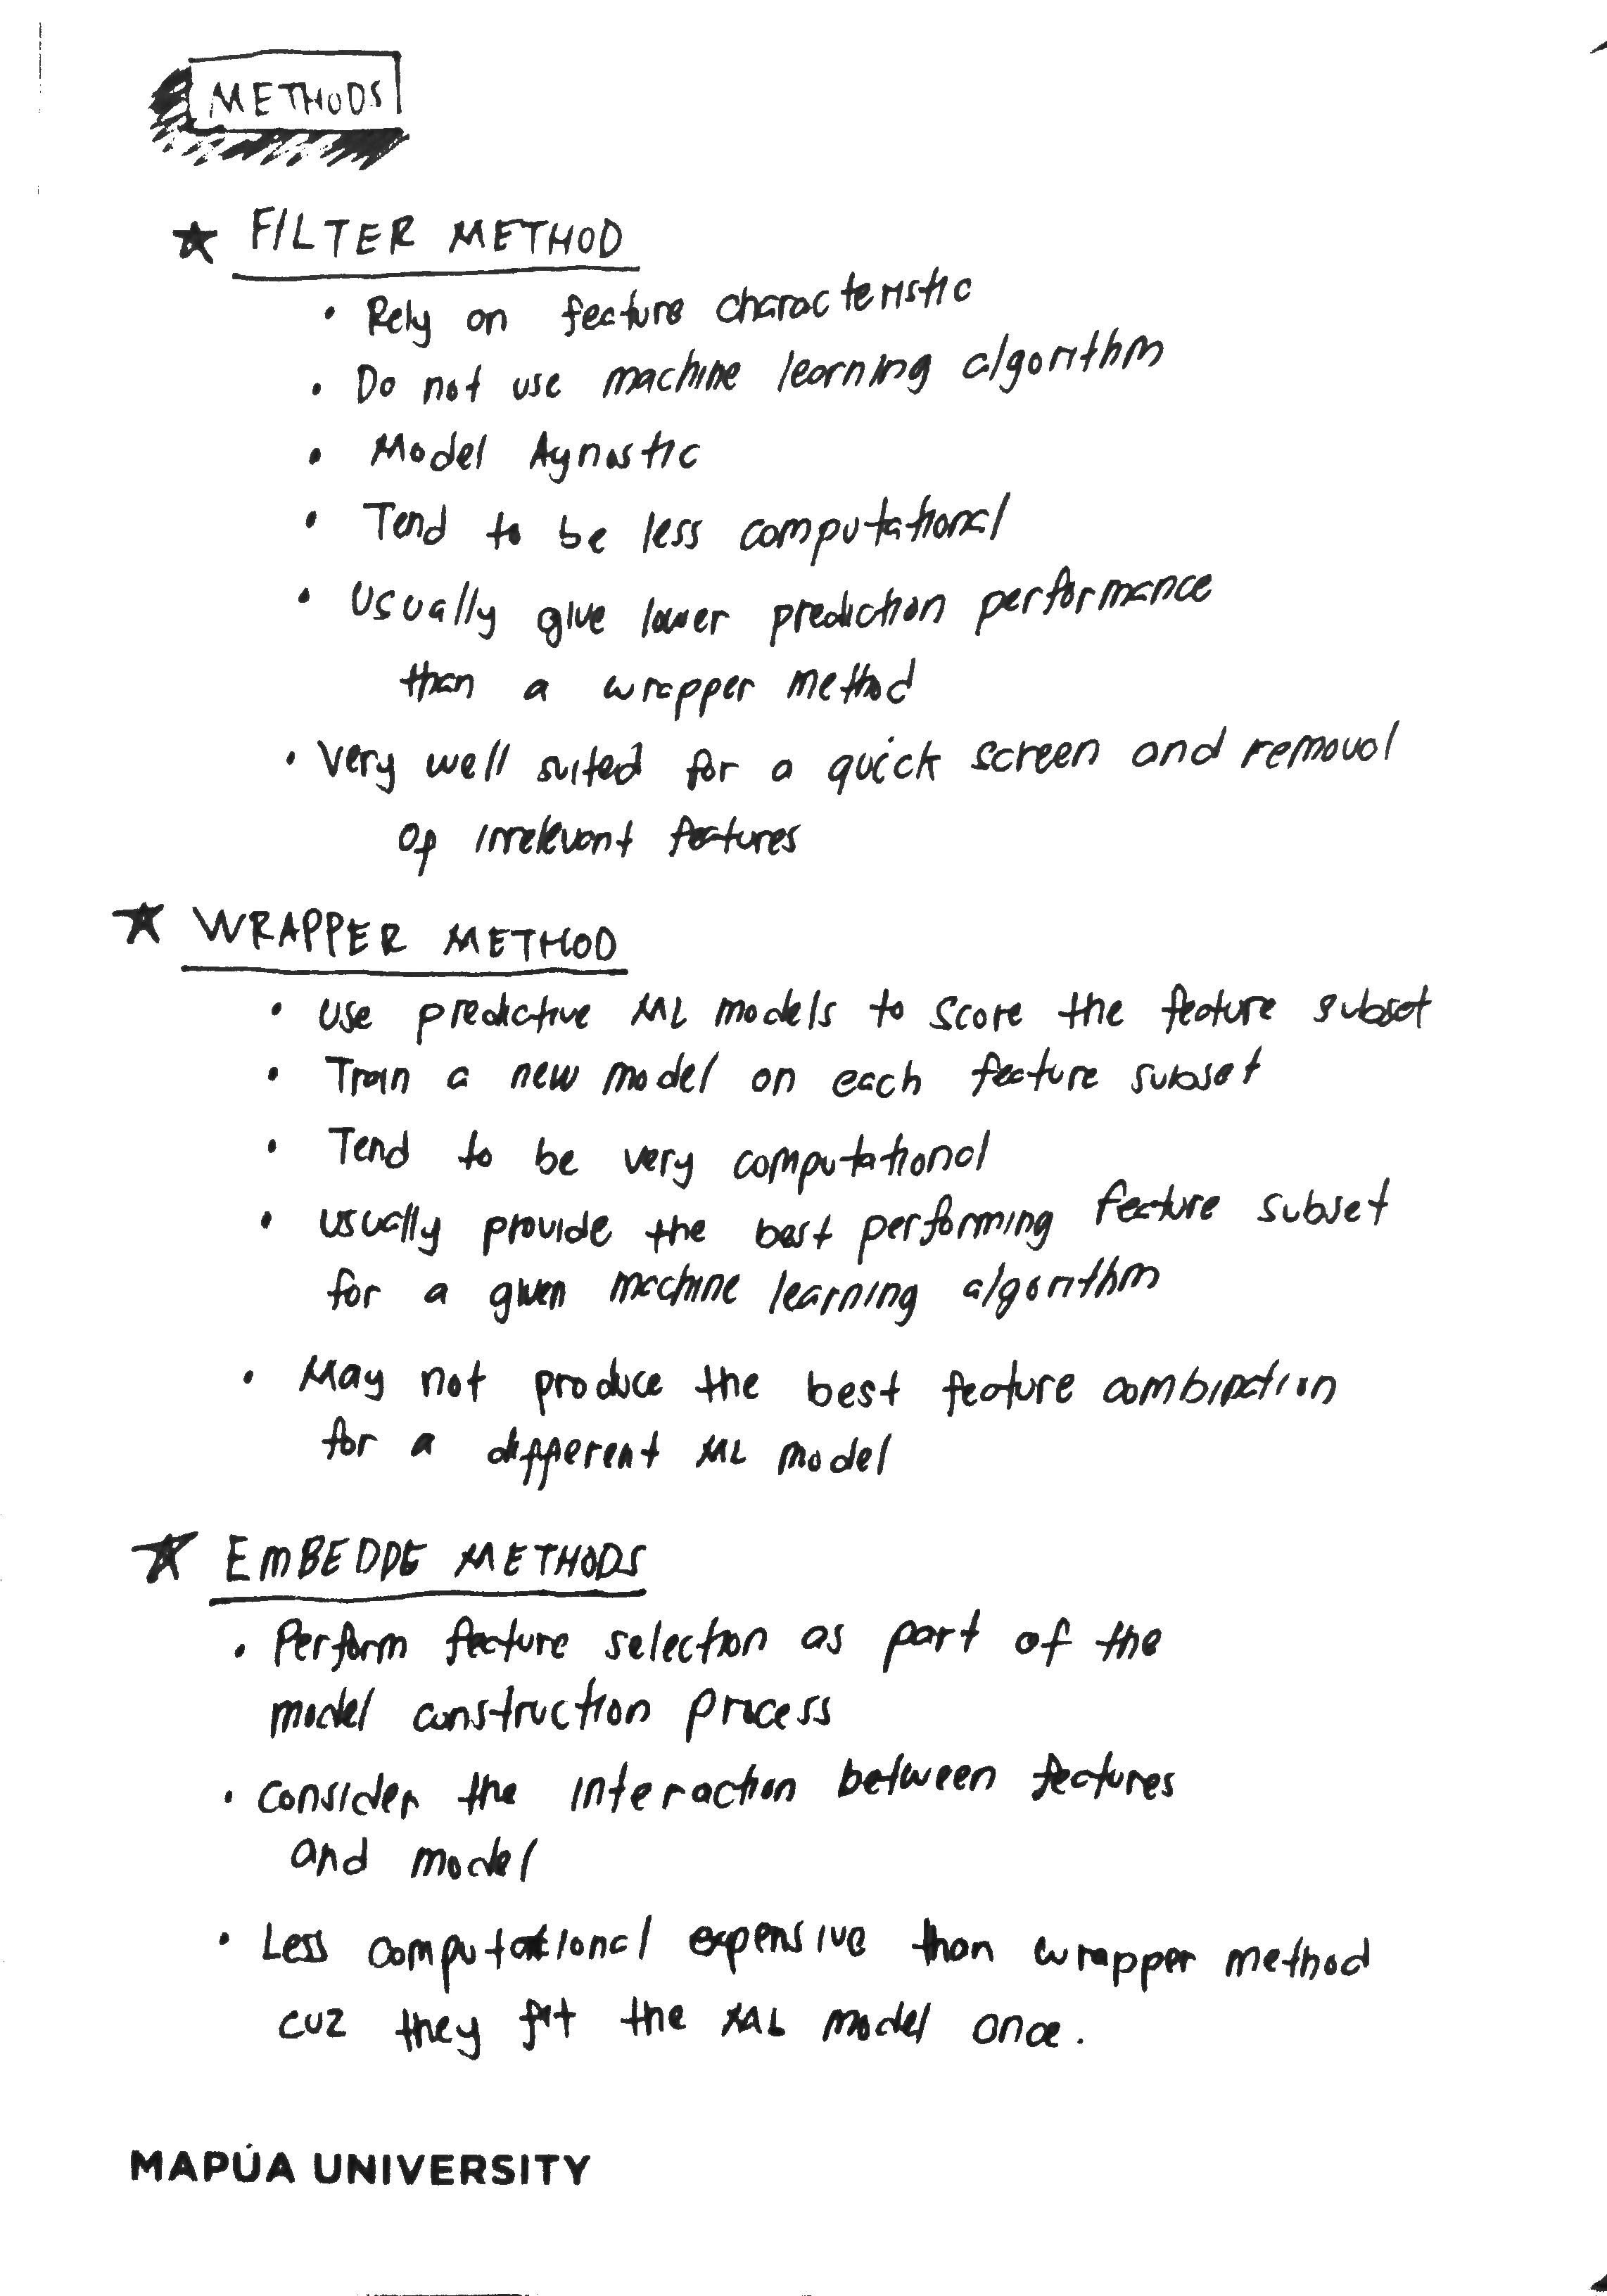 METHODS
★ FILTER METHOD
• Rely on feature characteristic
• Do not use machine learning algorithm
• Model Agnostic
• Tend to be less computational
• Usually give lower prediction performance
than a wrapper method
• Very well suited for a quick screen and removal
of irrelevant features
★ WRAPPER METHOD
• Use predictive ML models to score the feature subset
• Train a new model on each feature subset
• Tend to be very computational
• usually provide the best performing feature subset
for a given machine learning algorithm
• May not produce the best feature combination
for a different ML model
★ EMBEDDE METHODS
• Perform feature selection as part of the
model construction process
• consider the interaction between features
and model
• Less computational expensive than wrapper method
cuz they fit the ML model once.
MAPÚA UNIVERSITY